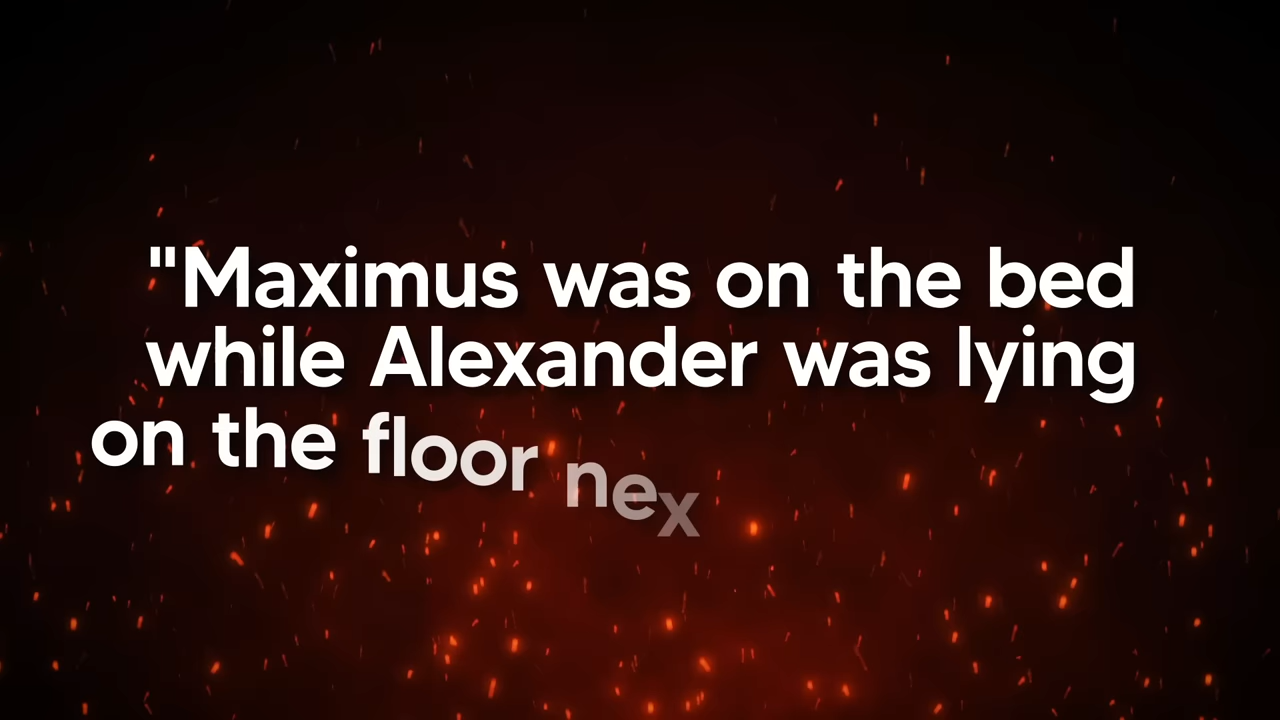 "Maximus was on the bed
while Alexander was lying
on the floor nex